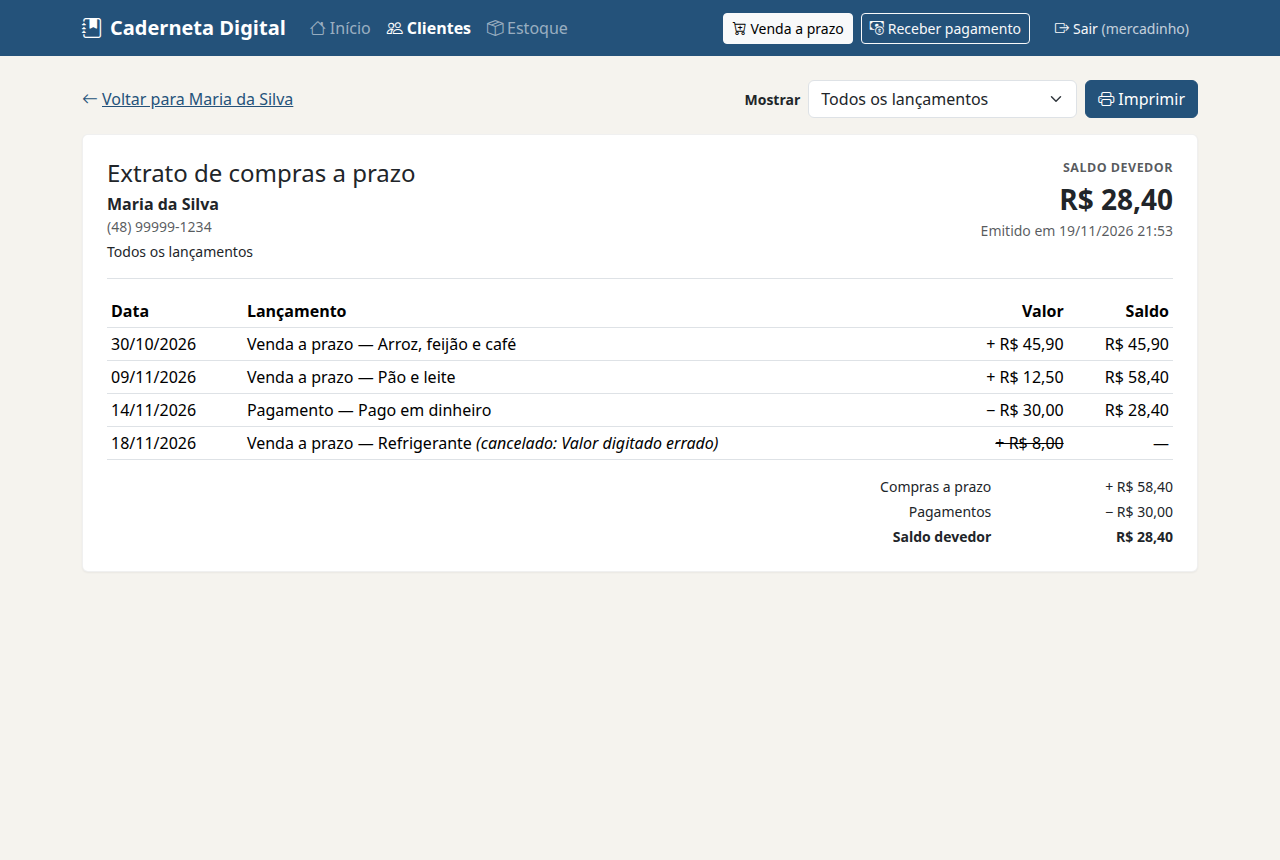 Caderneta Digital Início Clientes Estoque Venda a prazo Receber pagamento Sair (mercadinho)
← Voltar para Maria da Silva Mostrar Todos os lançamentos Imprimir
Extrato de compras a prazo
Maria da Silva
(48) 99999-1234
Todos os lançamentos
SALDO DEVEDOR
R$ 28,40
Emitido em 19/11/2026 21:53
Data Lançamento Valor Saldo
30/10/2026 Venda a prazo — Arroz, feijão e café + R$ 45,90 R$ 45,90
09/11/2026 Venda a prazo — Pão e leite + R$ 12,50 R$ 58,40
14/11/2026 Pagamento — Pago em dinheiro − R$ 30,00 R$ 28,40
18/11/2026 Venda a prazo — Refrigerante (cancelado: Valor digitado errado) + R$ 8,00 —
Compras a prazo + R$ 58,40
Pagamentos − R$ 30,00
Saldo devedor R$ 28,40